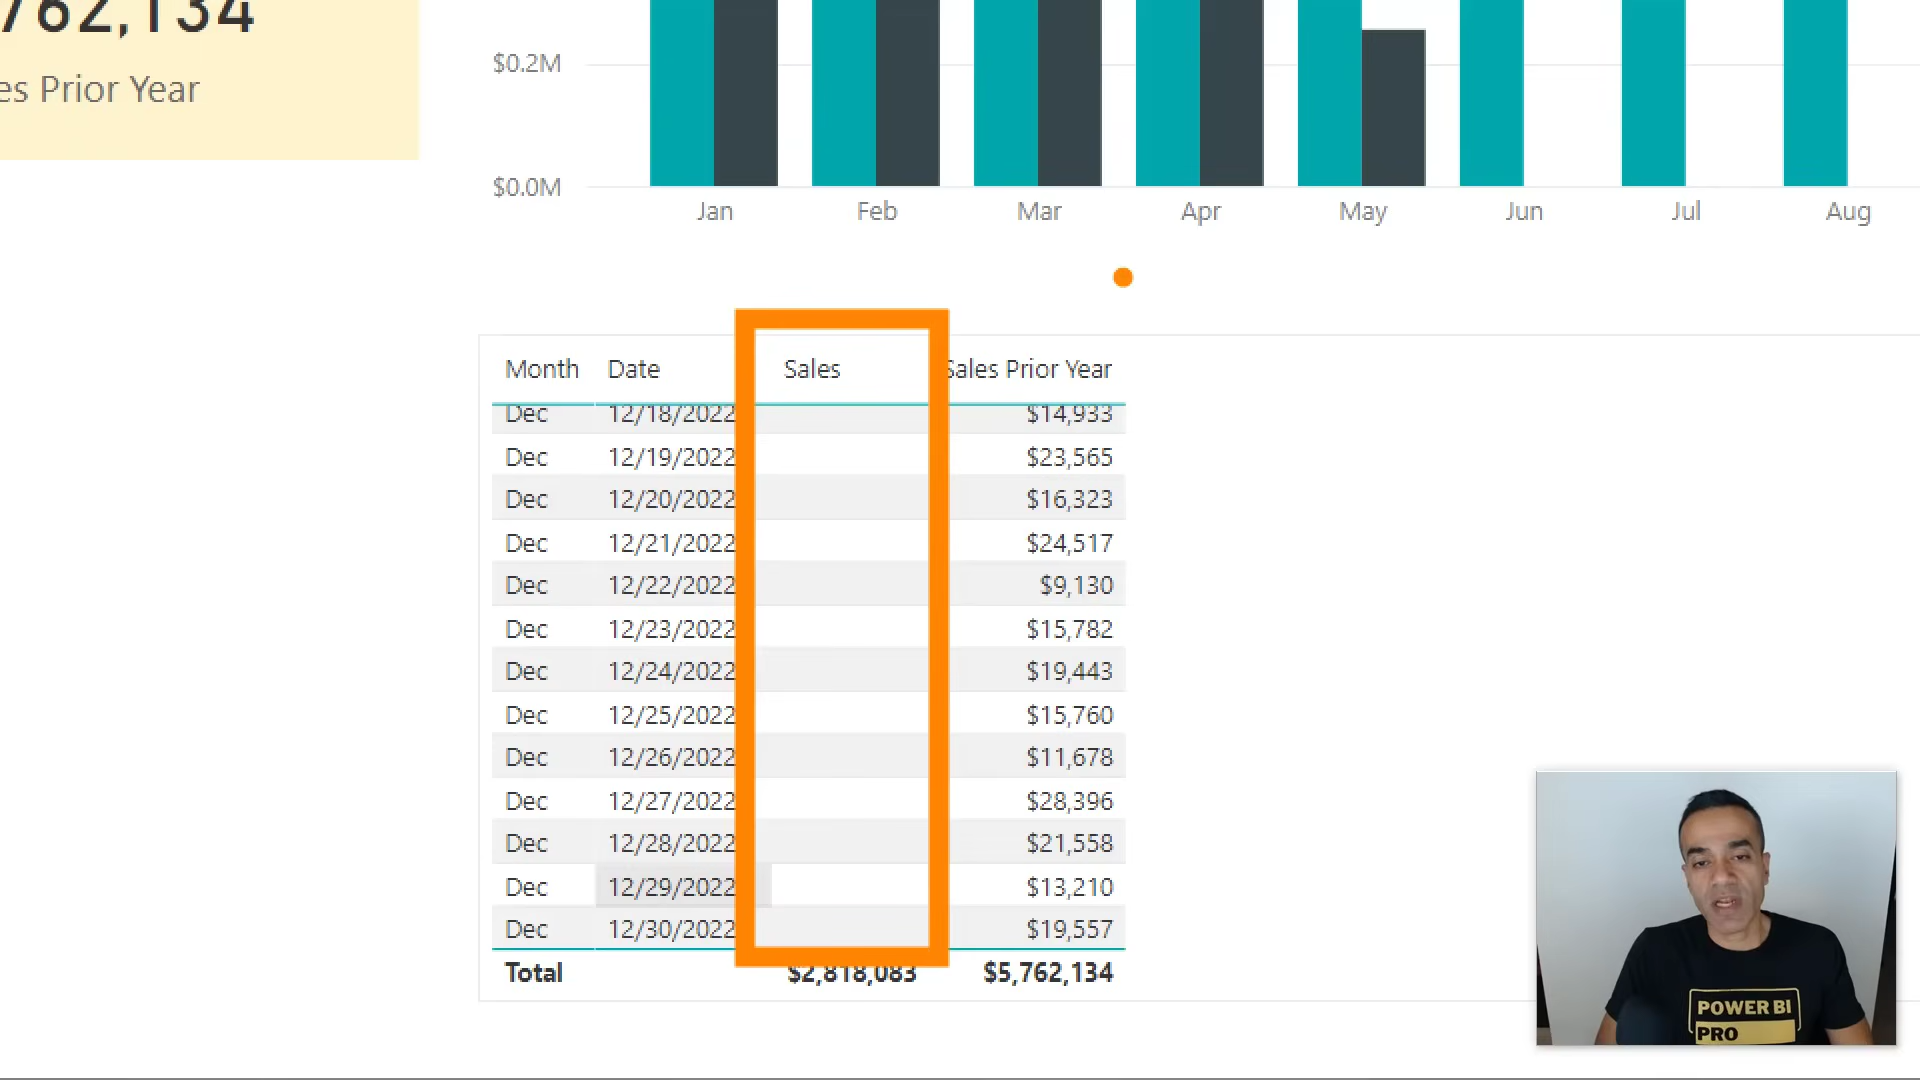 762,134
es Prior Year
$0.2M
$0.0M
Jan Feb Mar Apr May Jun Jul Aug
Month Date Sales Sales Prior Year
Dec 12/18/2022 $14,933
Dec 12/19/2022 $23,565
Dec 12/20/2022 $16,323
Dec 12/21/2022 $24,517
Dec 12/22/2022 $9,130
Dec 12/23/2022 $15,782
Dec 12/24/2022 $19,443
Dec 12/25/2022 $15,760
Dec 12/26/2022 $11,678
Dec 12/27/2022 $28,396
Dec 12/28/2022 $21,558
Dec 12/29/2022 $13,210
Dec 12/30/2022 $19,557
Total $2,818,083 $5,762,134
POWER BI
PRO